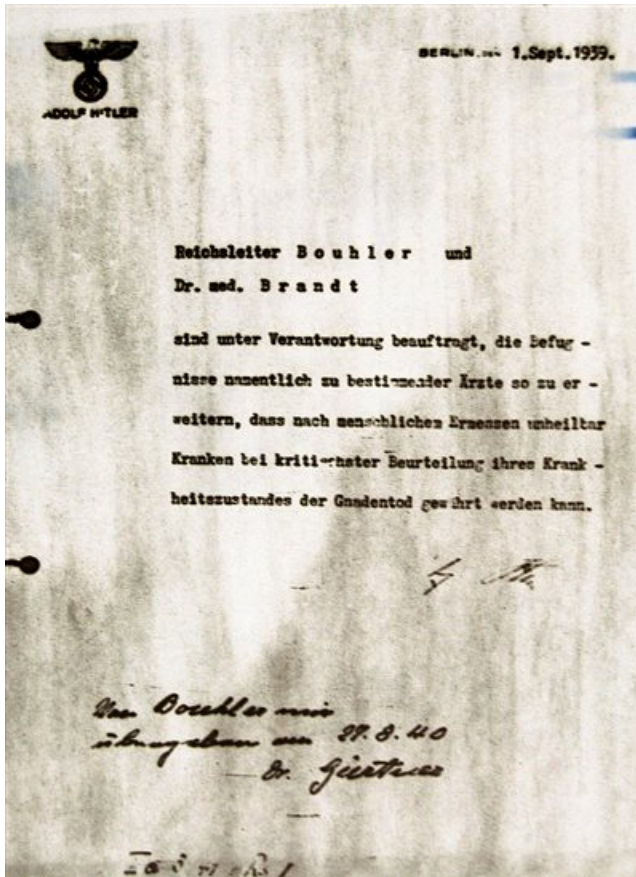 BERLIN, den 1.Sept.1939.
ADOLF HITLER
Reichsleiter B o u h l e r und
Dr. med. B r a n d t
sind unter Verantwortung beauftragt, die Befug -
nisse namentlich zu bestimmender Ärzte so zu er -
weitern, dass nach menschlichem Ermessen unheilbar
Kranken bei kritischster Beurteilung ihres Krank -
heitszustandes der Gnadentod gewährt werden kann.
Von Bouhler mir
übergeben am 27.8.40
Dr. Gürtner